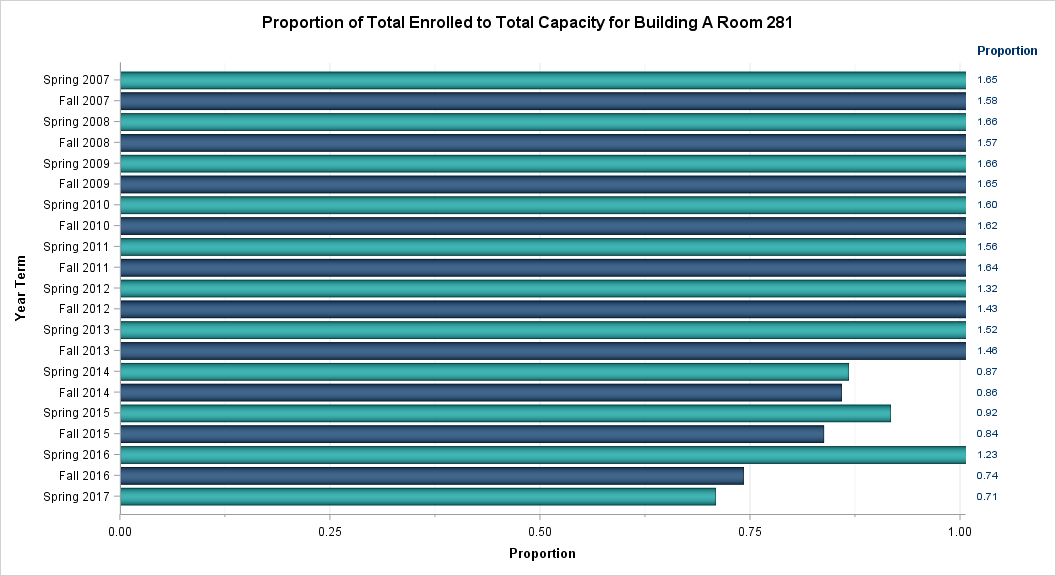 Proportion of Total Enrolled to Total Capacity for Building A Room 281
Proportion
Spring 2007 1.65
Fall 2007 1.58
Spring 2008 1.66
Fall 2008 1.57
Spring 2009 1.66
Fall 2009 1.65
Spring 2010 1.60
Fall 2010 1.62
Spring 2011 1.56
Fall 2011 1.64
Spring 2012 1.32
Fall 2012 1.43
Spring 2013 1.52
Fall 2013 1.46
Spring 2014 0.87
Fall 2014 0.86
Spring 2015 0.92
Fall 2015 0.84
Spring 2016 1.23
Fall 2016 0.74
Spring 2017 0.71
Year Term
0.00 0.25 0.50 0.75 1.00
Proportion